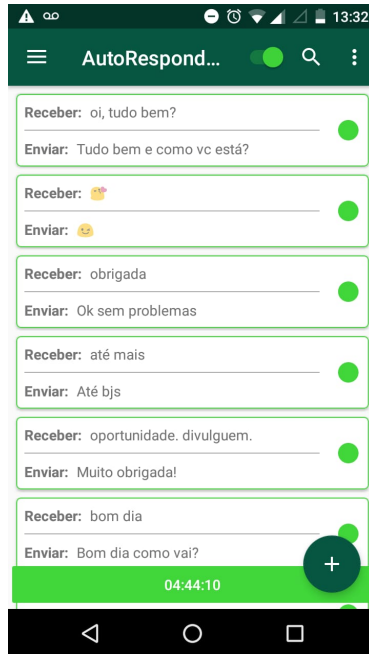 13:32
AutoRespond...
Receber: oi, tudo bem?
Enviar: Tudo bem e como vc está?
Receber: 😘
Enviar: 😉
Receber: obrigada
Enviar: Ok sem problemas
Receber: até mais
Enviar: Até bjs
Receber: oportunidade. divulguem.
Enviar: Muito obrigada!
Receber: bom dia
Enviar: Bom dia como vai?
04:44:10